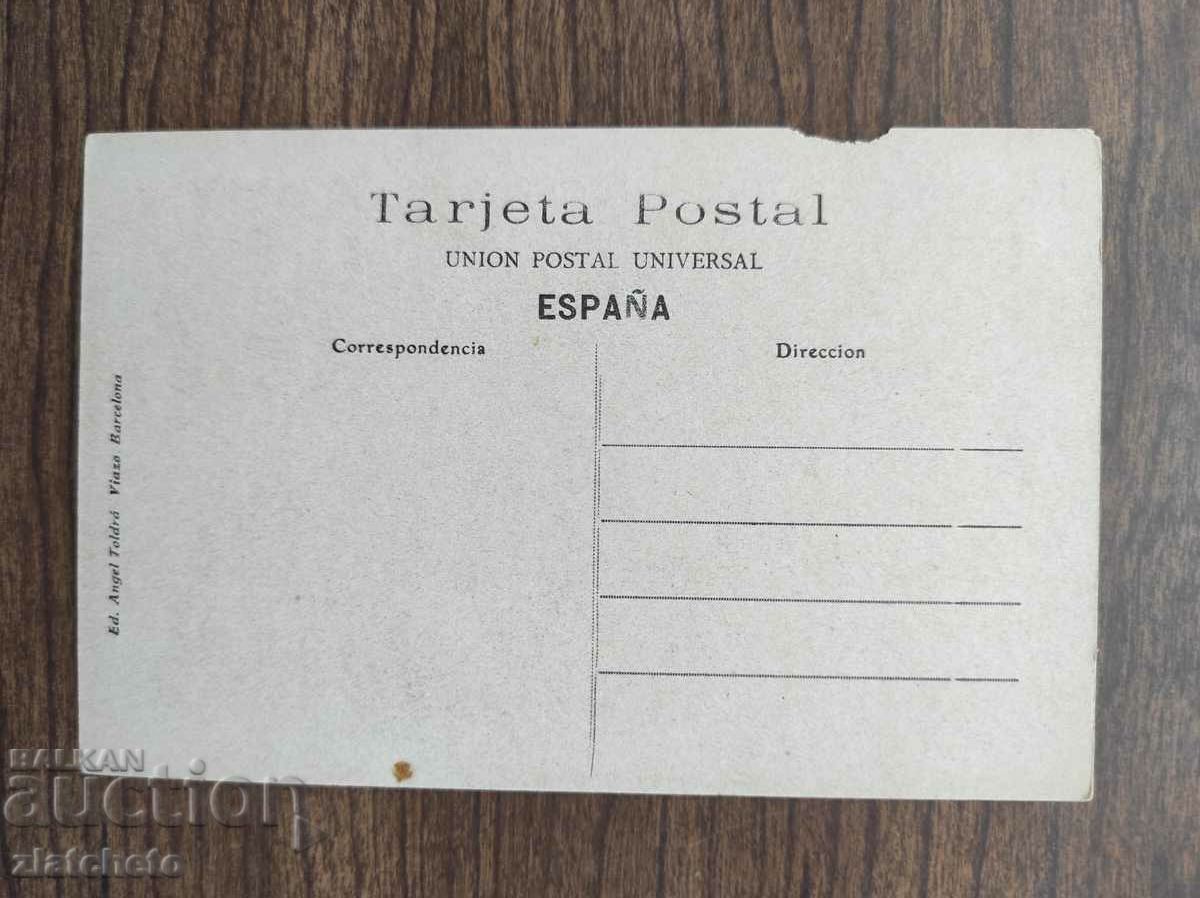 Tarjeta Postal
UNION POSTAL UNIVERSAL
ESPAÑA
Correspondencia
Direccion
Ed. Angel Toldrá Viazo Barcelona
BALKAN
auction
zlatcheto